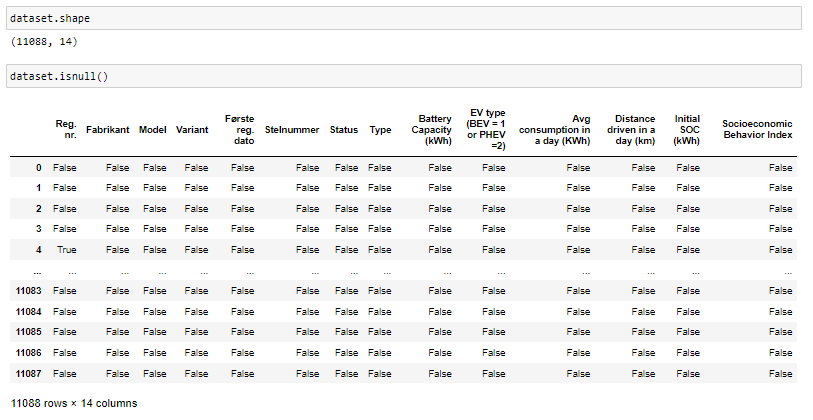 dataset.shape
(11088, 14)
dataset.isnull()
Reg. nr. Fabrikant Model Variant Første reg. dato Stelnummer Status Type Battery Capacity (kWh) EV type (BEV = 1 or PHEV =2) Avg consumption in a day (KWh) Distance driven in a day (km) Initial SOC (kWh) Socioeconomic Behavior Index
0 False False False False False False False False False False False False False False
1 False False False False False False False False False False False False False False
2 False False False False False False False False False False False False False False
3 False False False False False False False False False False False False False False
4 True False False False False False False False False False False False False False
... ... ... ... ... ... ... ... ... ... ... ... ... ... ...
11083 False False False False False False False False False False False False False False
11084 False False False False False False False False False False False False False False
11085 False False False False False False False False False False False False False False
11086 False False False False False False False False False False False False False False
11087 False False False False False False False False False False False False False False
11088 rows × 14 columns